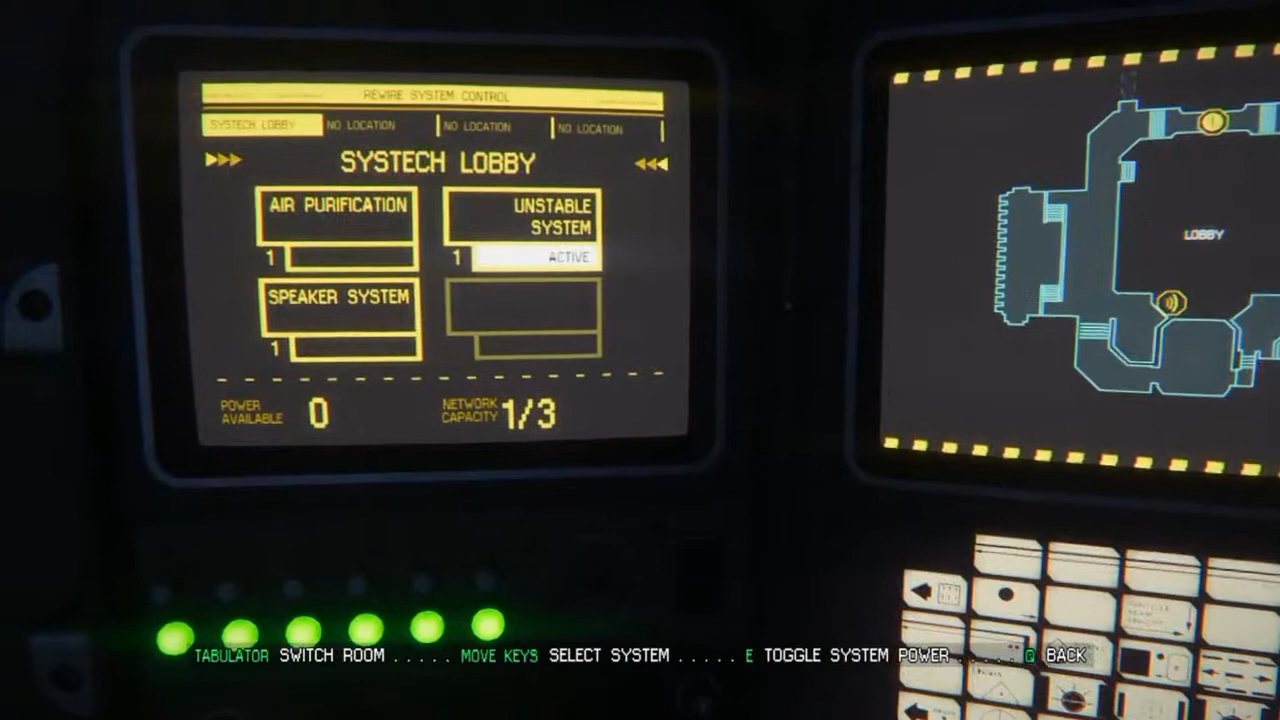 REWIRE SYSTEM CONTROL
SYSTECH LOBBY NO LOCATION NO LOCATION NO LOCATION
SYSTECH LOBBY
AIR PURIFICATION
1
UNSTABLE
SYSTEM
1 ACTIVE
SPEAKER SYSTEM
1
POWER
AVAILABLE 0
NETWORK
CAPACITY 1/3
LOBBY
TABULATOR SWITCH ROOM ..... MOVE KEYS SELECT SYSTEM ..... E TOGGLE SYSTEM POWER ..... Q BACK